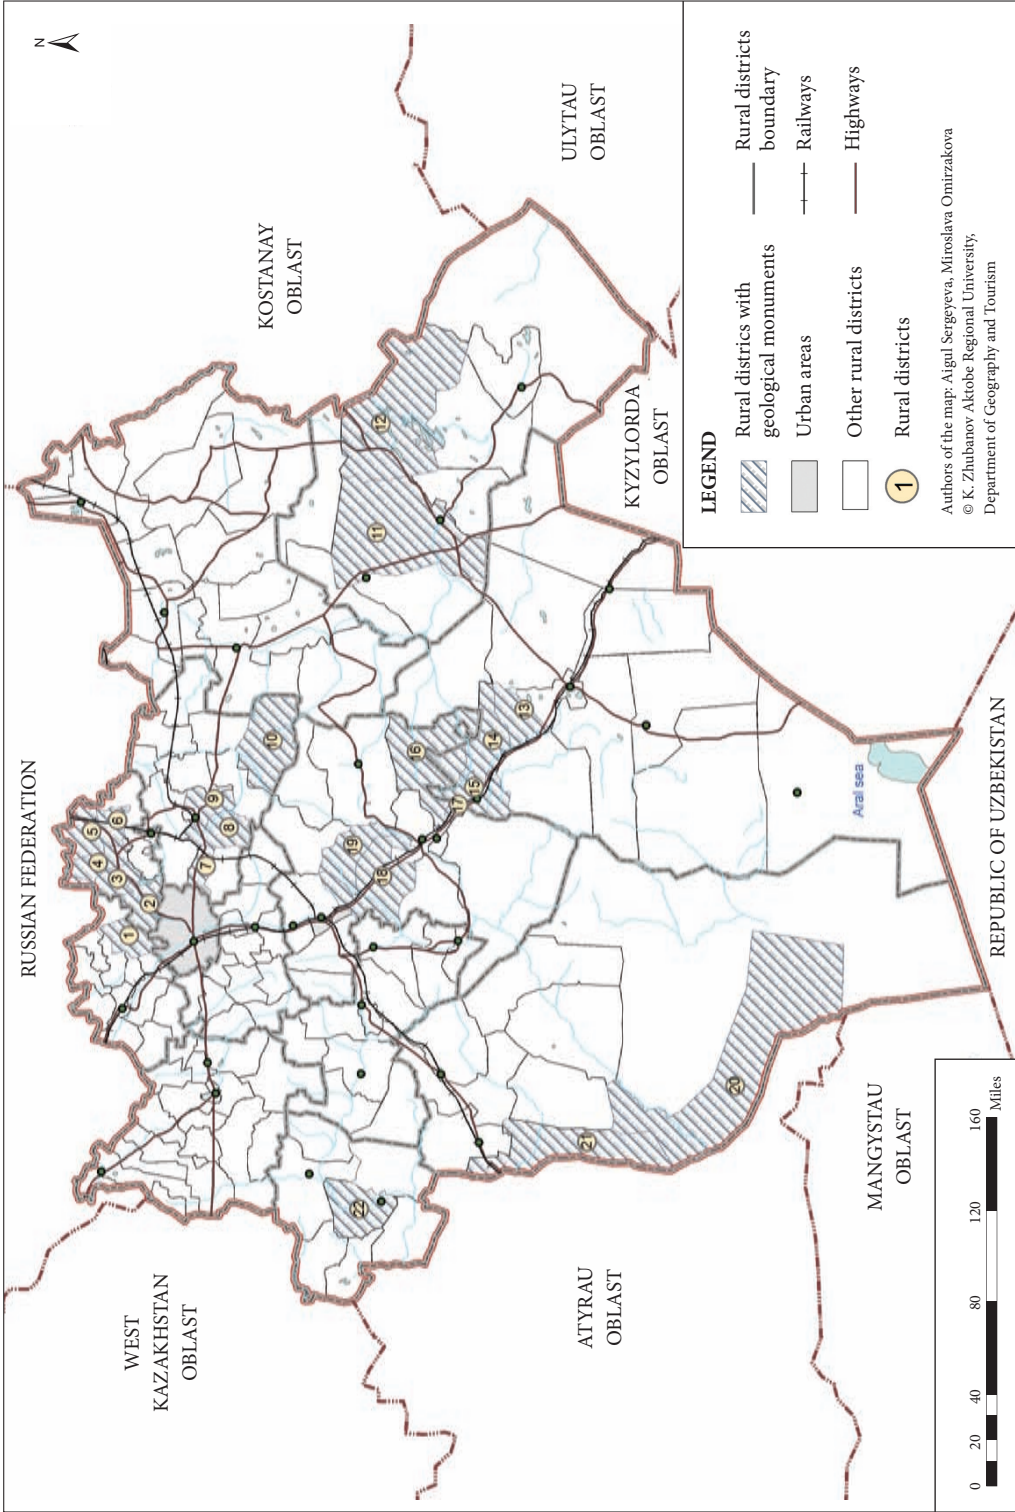 N
RUSSIAN FEDERATION
WEST
KAZAKHSTAN
OBLAST
KOSTANAY
OBLAST
ULYTAU
OBLAST
KYZYLORDA
OBLAST
ATYRAU
OBLAST
MANGYSTAU
OBLAST
REPUBLIC OF UZBEKISTAN
Aral sea
1
2
3
4
5
6
7
8
9
10
11
12
13
14
15
16
17
18
19
20
21
22
0 20 40 80 120 160
Miles
LEGEND
Rural districs with
geological monuments
Urban areas
Other rural districts
1
Rural districts
Rural districts
boundary
Railways
Highways
Authors of the map: Aigul Sergeyeva, Miroslava Omirzakova
© K. Zhubanov Aktobe Regional University,
Department of Geography and Tourism